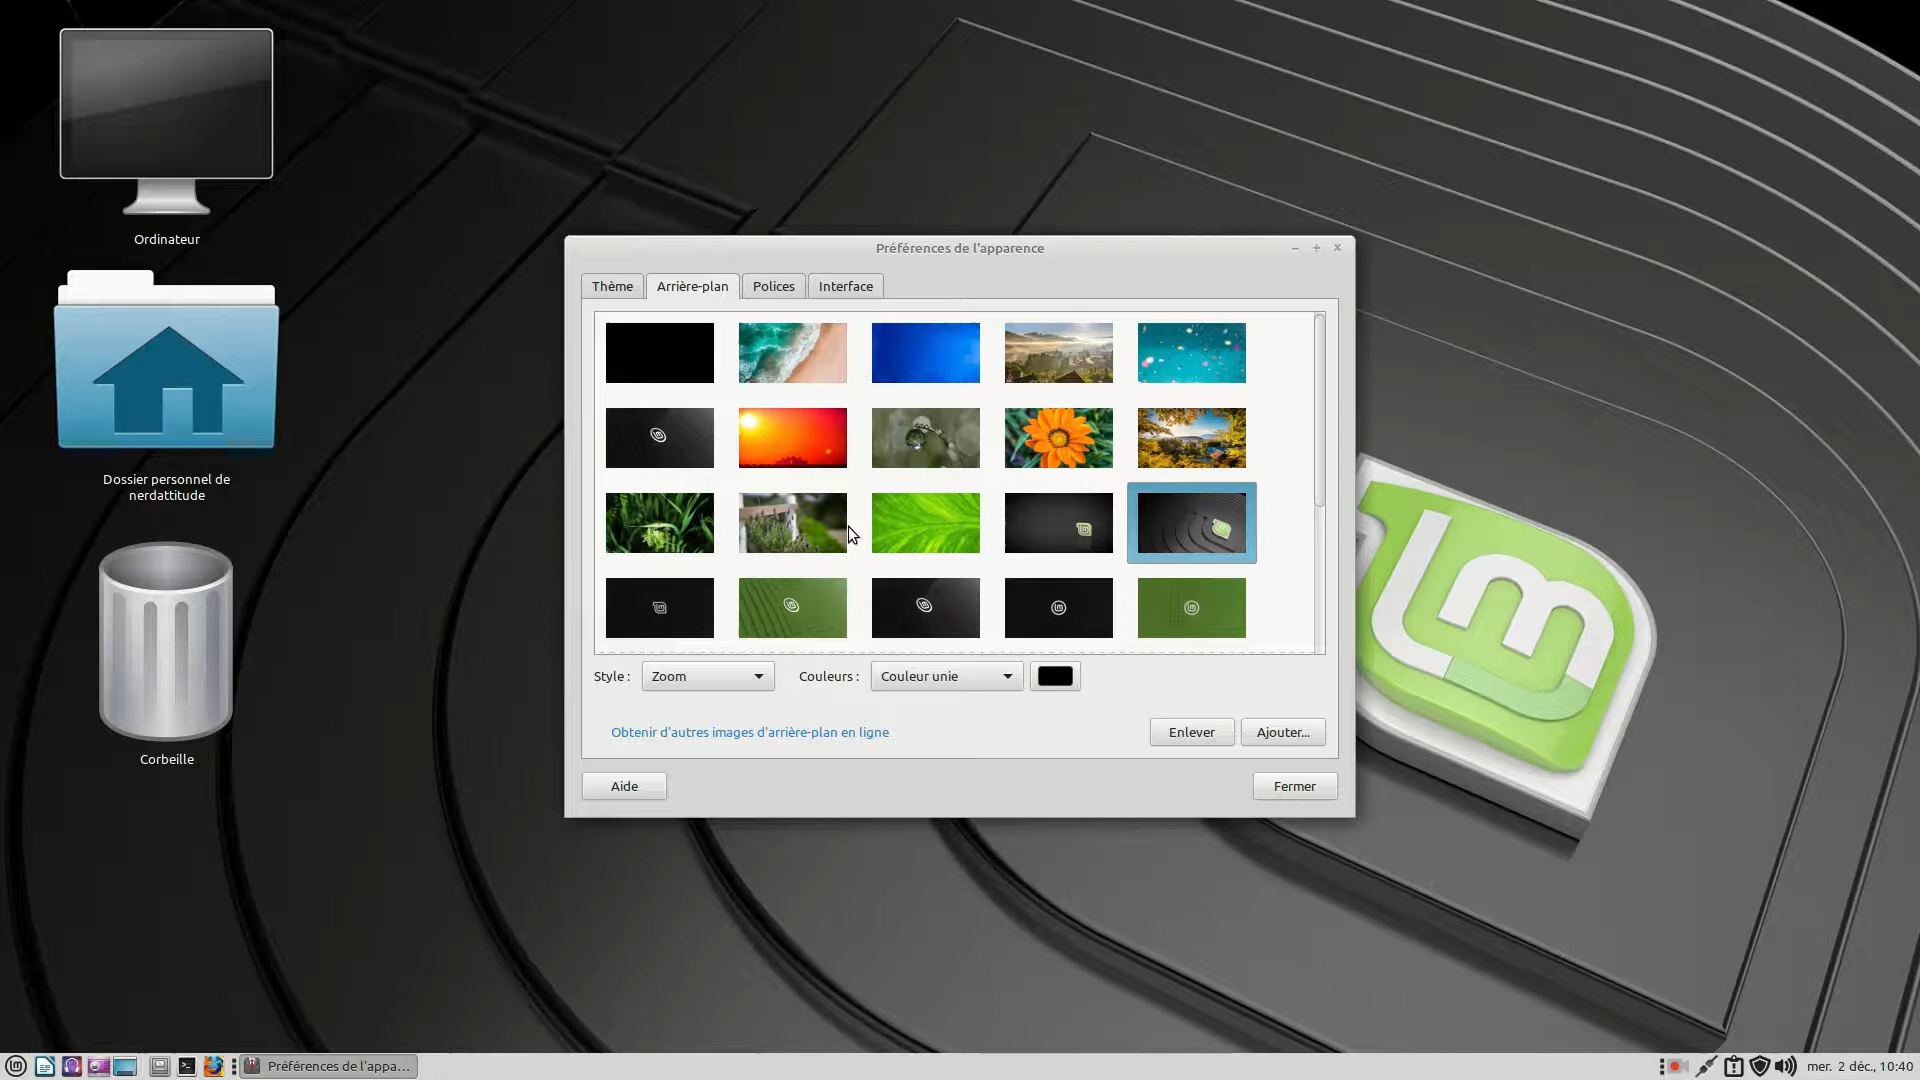 Ordinateur
Dossier personnel de
nerdattitude
Corbeille
Préférences de l'apparence
Thème
Arrière-plan
Polices
Interface
Style :
Zoom
Couleurs :
Couleur unie
Obtenir d'autres images d'arrière-plan en ligne
Enlever
Ajouter...
Aide
Fermer
Préférences de l'appa...
mer. 2 déc., 10:40